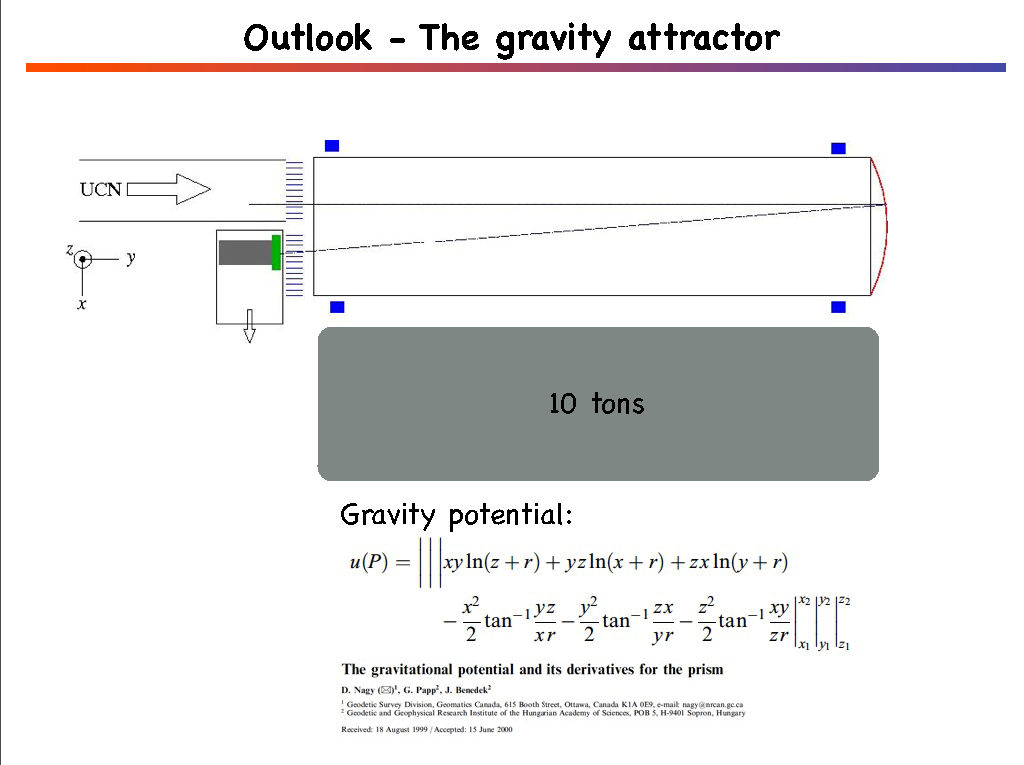 Outlook - The gravity attractor
UCN
z
y
x
10 tons
Gravity potential:
u(P) = ||| xy ln(z + r) + yz ln(x + r) + zx ln(y + r)
− x²/2 tan⁻¹ yz/xr − y²/2 tan⁻¹ zx/yr − z²/2 tan⁻¹ xy/zr |x₂ x₁ |y₂ y₁ |z₂ z₁
The gravitational potential and its derivatives for the prism
D. Nagy (✉)¹, G. Papp², J. Benedek²
¹ Geodetic Survey Division, Geomatics Canada, 615 Booth Street, Ottawa, Canada K1A 0E9, e-mail: nagy@nrcan.gc.ca
² Geodetic and Geophysical Research Institute of the Hungarian Academy of Sciences, POB 5, H-9401 Sopron, Hungary
Received: 18 August 1999 / Accepted: 15 June 2000